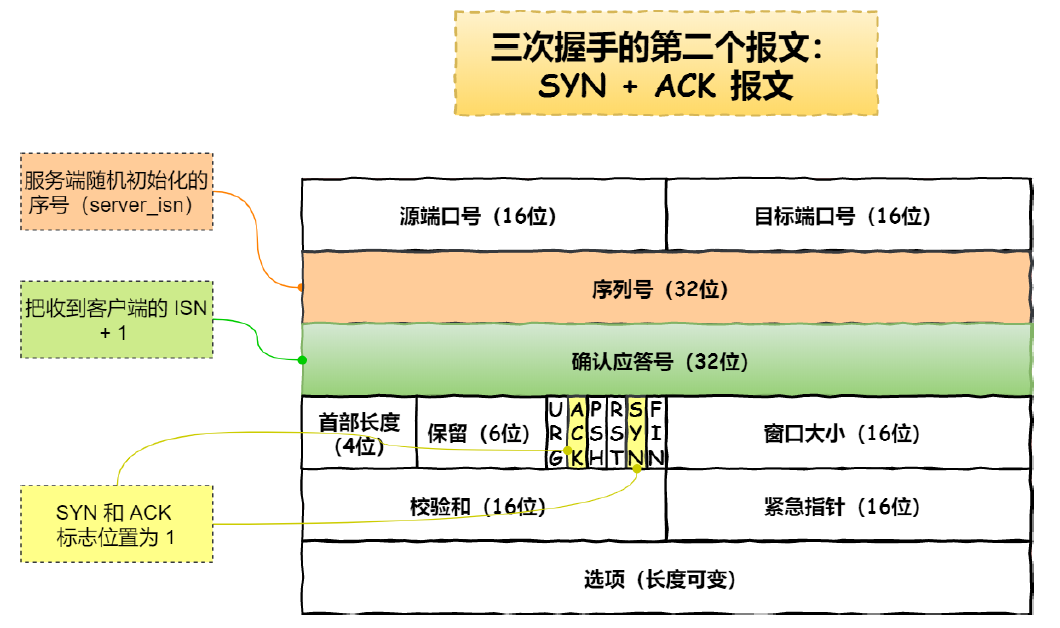 三次握手的第二个报文：
SYN + ACK 报文
服务端随机初始化的
序号（server_isn）
源端口号（16位）
目标端口号（16位）
序列号（32位）
把收到客户端的 ISN
+ 1
确认应答号（32位）
首部长度
（4位）
保留（6位）
URG
ACK
PSH
RST
SYN
FIN
窗口大小（16位）
SYN 和 ACK
标志位置为 1
校验和（16位）
紧急指针（16位）
选项（长度可变）